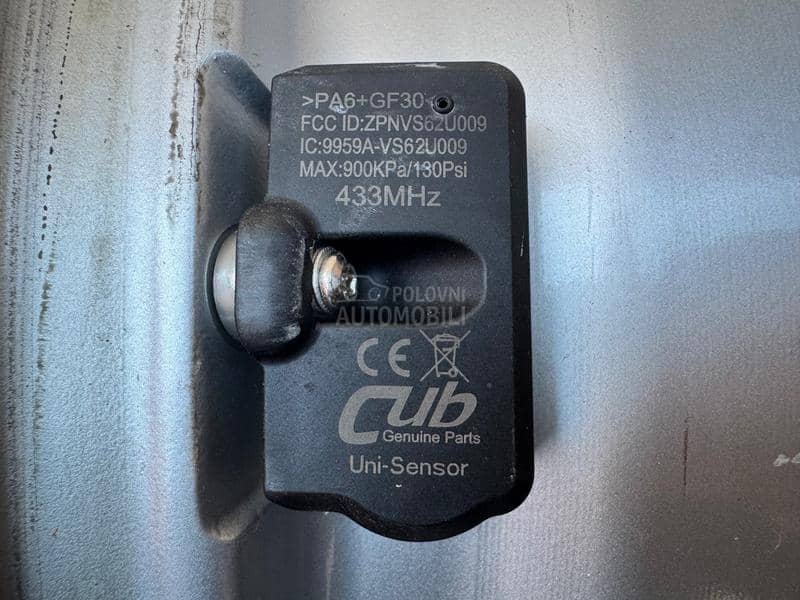 >PA6+GF30
FCC ID:ZPNVS62U009
IC:9959A-VS62U009
MAX:900KPa/130Psi
433MHz
POLOVNI
AUTOMOBILI
CE
Cub
Genuine Parts
Uni-Sensor